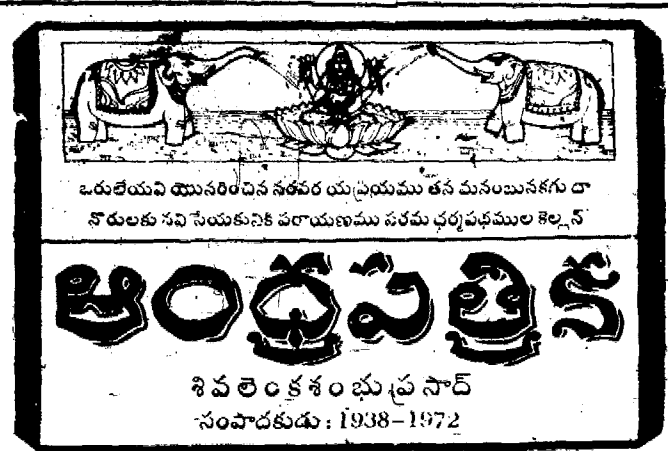 ఒరులేయవి యొనరించిన నరవర యప్రియము తన మనంబునకగు దా
నొరులకు నవి సేయకునికి పరాయణము పరమ ధర్మపథముల కెల్లన్
ఆంధ్రపత్రిక
శివలెంకశంభుప్రసాద్
సంపాదకుడు : 1938-1972